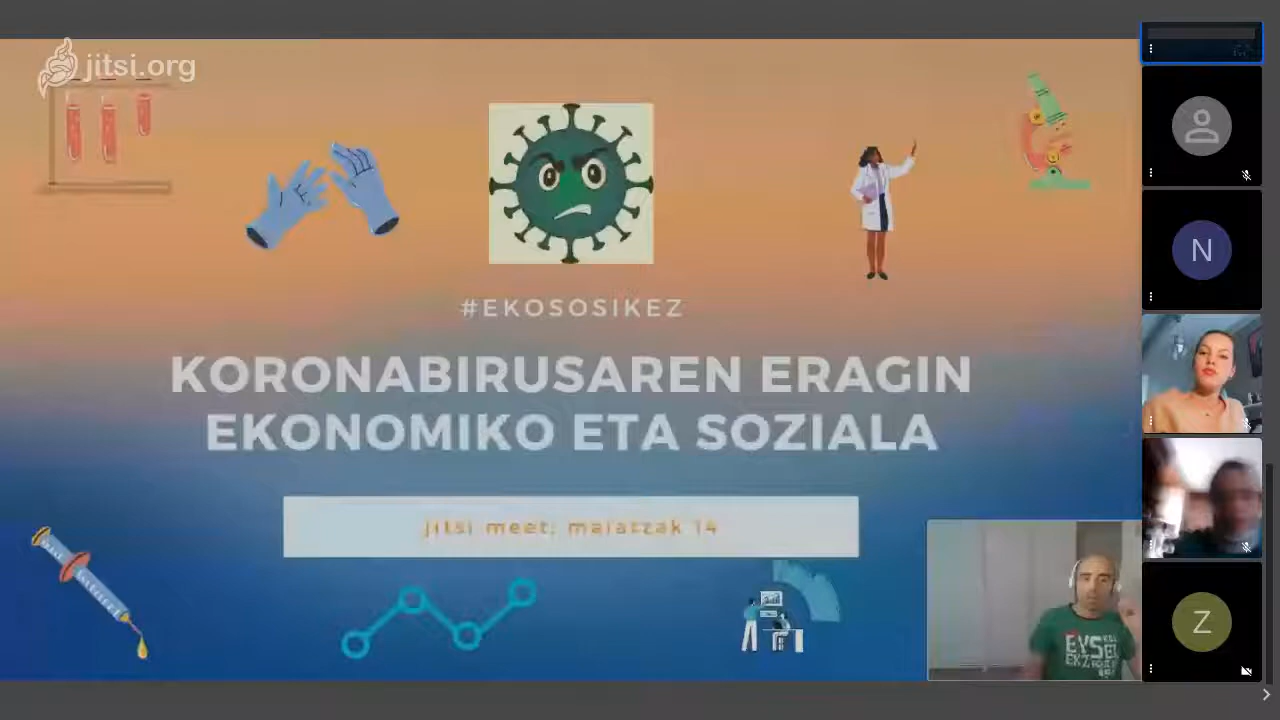 jitsi.org
#EKOSOSIKEZ
KORONABIRUSAREN ERAGIN
EKONOMIKO ETA SOZIALA
jitsi meet: maiatzak 14
N
Z